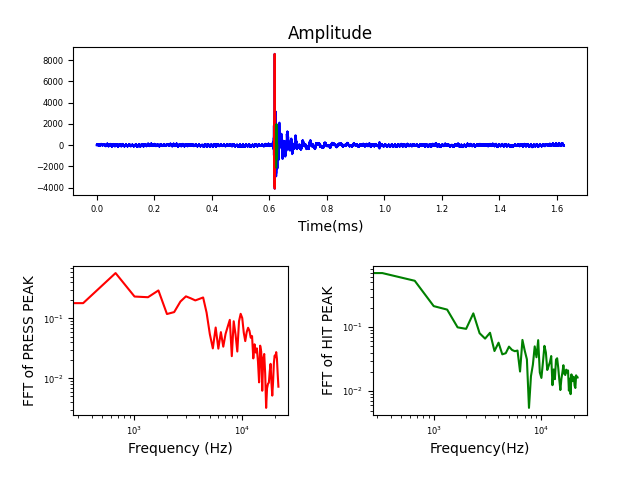 Amplitude
8000
6000
4000
2000
0
−2000
−4000
0.0 0.2 0.4 0.6 0.8 1.0 1.2 1.4 1.6
Time(ms)
FFT of PRESS PEAK
10⁻¹
10⁻²
10³ 10⁴
Frequency (Hz)
FFT of HIT PEAK
10⁻¹
10⁻²
10³ 10⁴
Frequency(Hz)